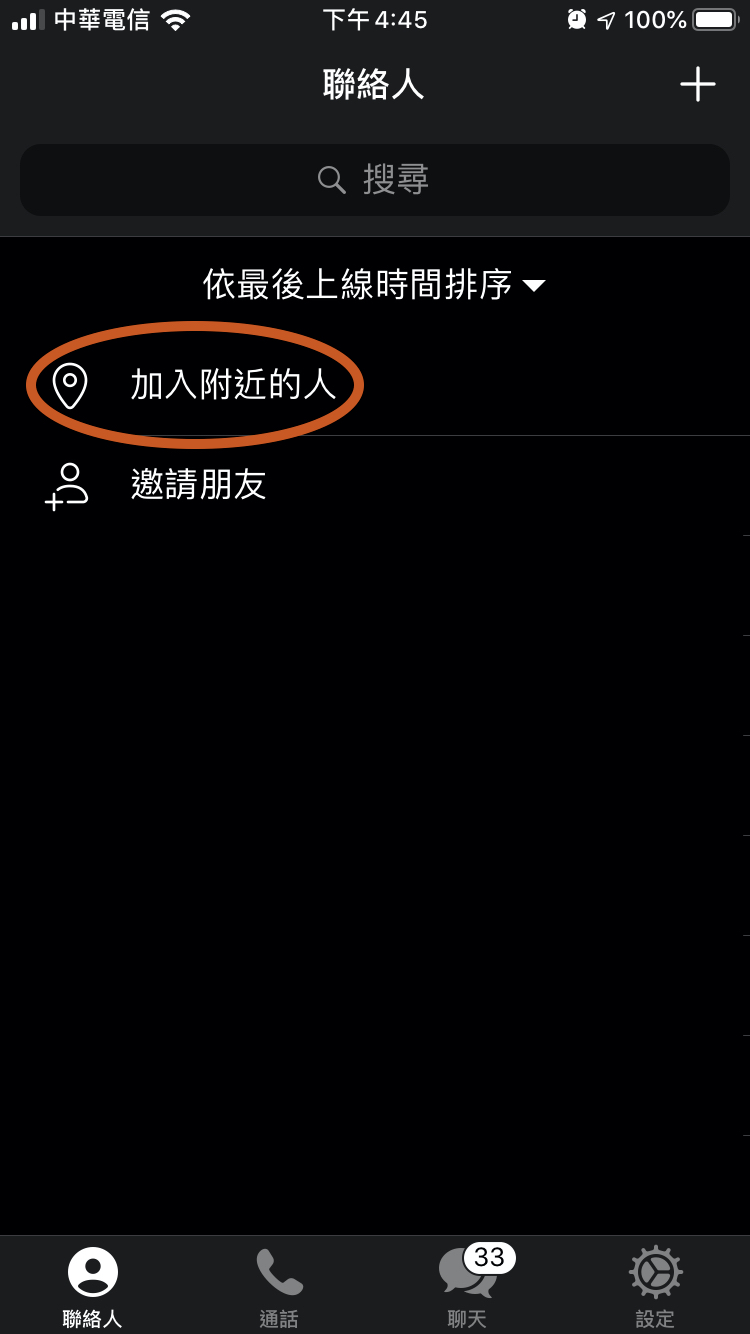 中華電信 下午4:45 100%
聯絡人
搜尋
依最後上線時間排序
加入附近的人
邀請朋友
33
聯絡人 通話 聊天 設定